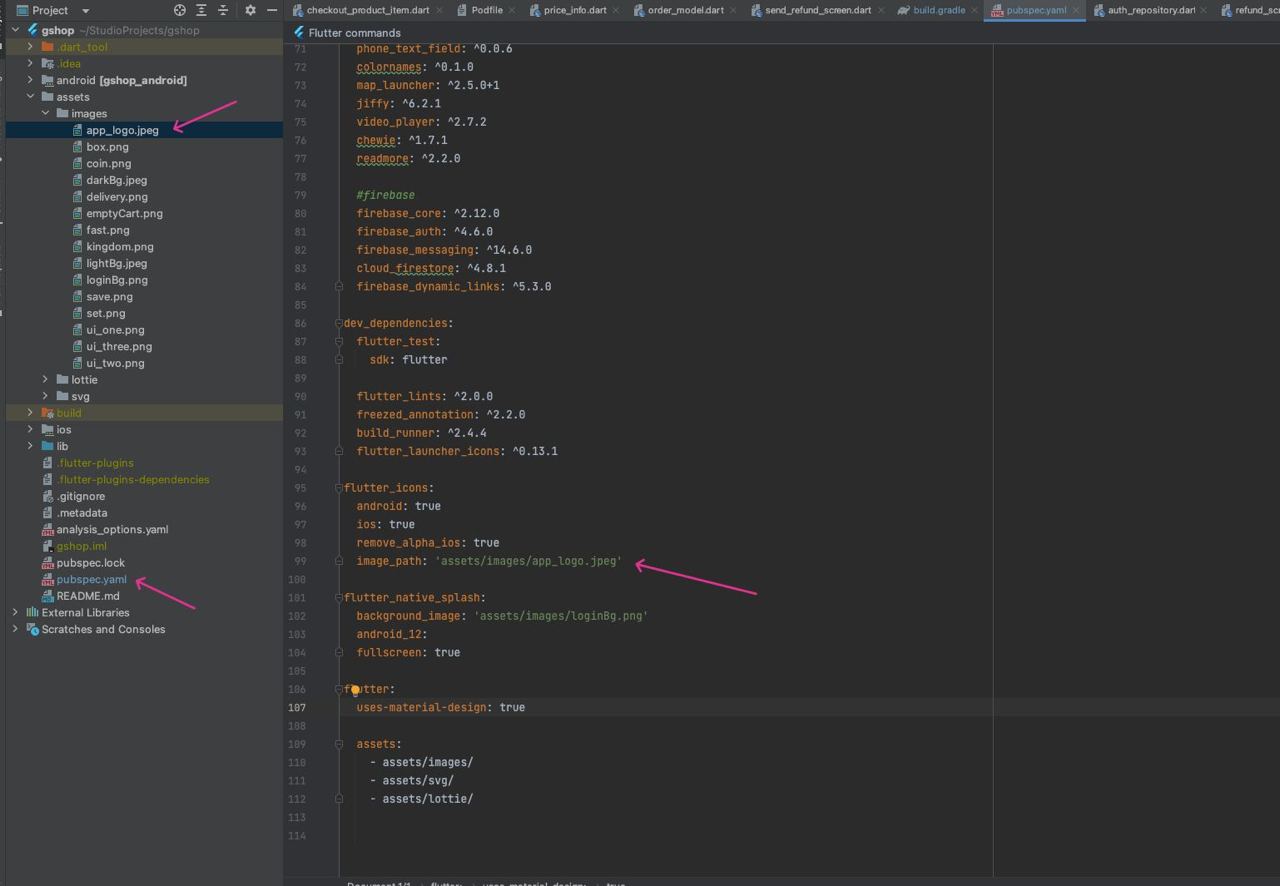 Project
checkout_product_item.dart
Podfile
price_info.dart
order_model.dart
send_refund_screen.dart
build.gradle
pubspec.yaml
auth_repository.dart
refund_scr
gshop ~/StudioProjects/gshop
.dart_tool
.idea
android [gshop_android]
assets
images
app_logo.jpeg
box.png
coin.png
darkBg.jpeg
delivery.png
emptyCart.png
fast.png
kingdom.png
lightBg.jpeg
loginBg.png
save.png
set.png
ui_one.png
ui_three.png
ui_two.png
lottie
svg
build
ios
lib
.flutter-plugins
.flutter-plugins-dependencies
.gitignore
.metadata
analysis_options.yaml
gshop.iml
pubspec.lock
pubspec.yaml
README.md
External Libraries
Scratches and Consoles
Flutter commands
71 phone_text_field: ^0.0.6
72 colornames: ^0.1.0
73 map_launcher: ^2.5.0+1
74 jiffy: ^6.2.1
75 video_player: ^2.7.2
76 chewie: ^1.7.1
77 readmore: ^2.2.0
78
79 #firebase
80 firebase_core: ^2.12.0
81 firebase_auth: ^4.6.0
82 firebase_messaging: ^14.6.0
83 cloud_firestore: ^4.8.1
84 firebase_dynamic_links: ^5.3.0
85
86 dev_dependencies:
87 flutter_test:
88 sdk: flutter
89
90 flutter_lints: ^2.0.0
91 freezed_annotation: ^2.2.0
92 build_runner: ^2.4.4
93 flutter_launcher_icons: ^0.13.1
94
95 flutter_icons:
96 android: true
97 ios: true
98 remove_alpha_ios: true
99 image_path: 'assets/images/app_logo.jpeg'
100
101 flutter_native_splash:
102 background_image: 'assets/images/loginBg.png'
103 android_12:
104 fullscreen: true
105
106 flutter:
107 uses-material-design: true
108
109 assets:
110 - assets/images/
111 - assets/svg/
112 - assets/lottie/
113
114
Document 1/1 flutter: uses-material-design: true